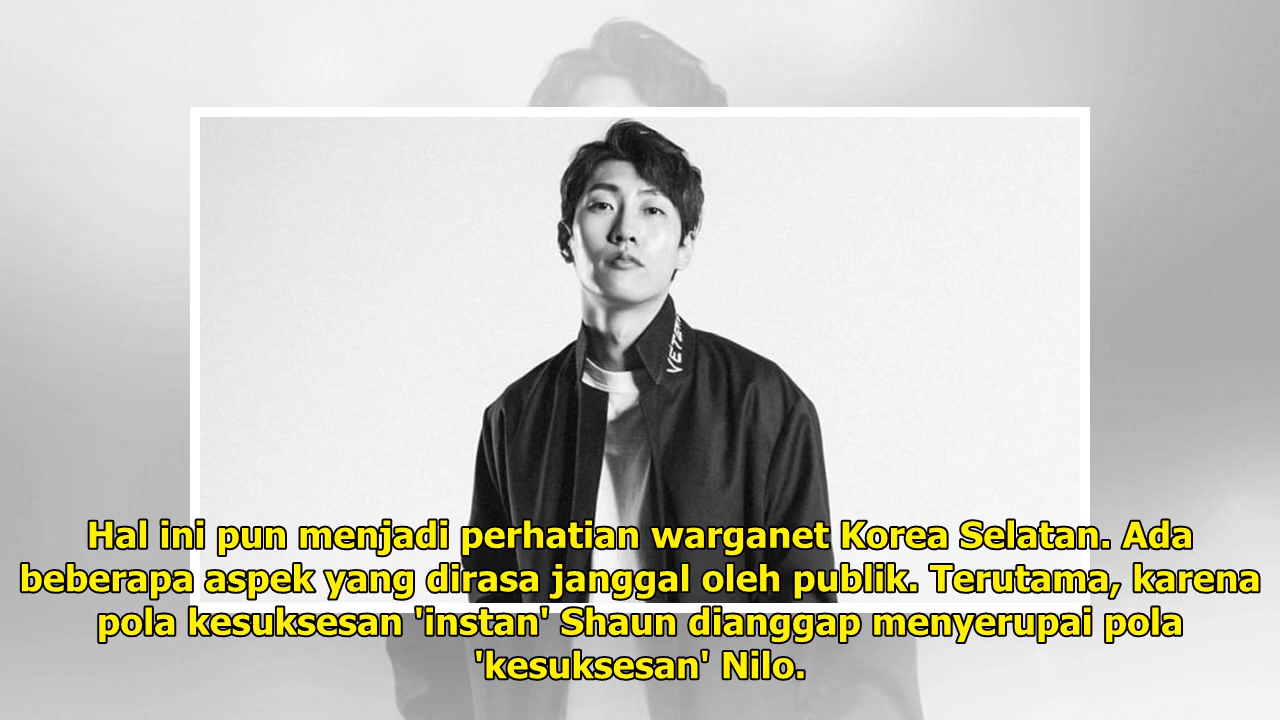 VETERA
Hal ini pun menjadi perhatian warganet Korea Selatan. Ada
beberapa aspek yang dirasa janggal oleh publik. Terutama, karena
pola kesuksesan 'instan' Shaun dianggap menyerupai pola
'kesuksesan' Nilo.